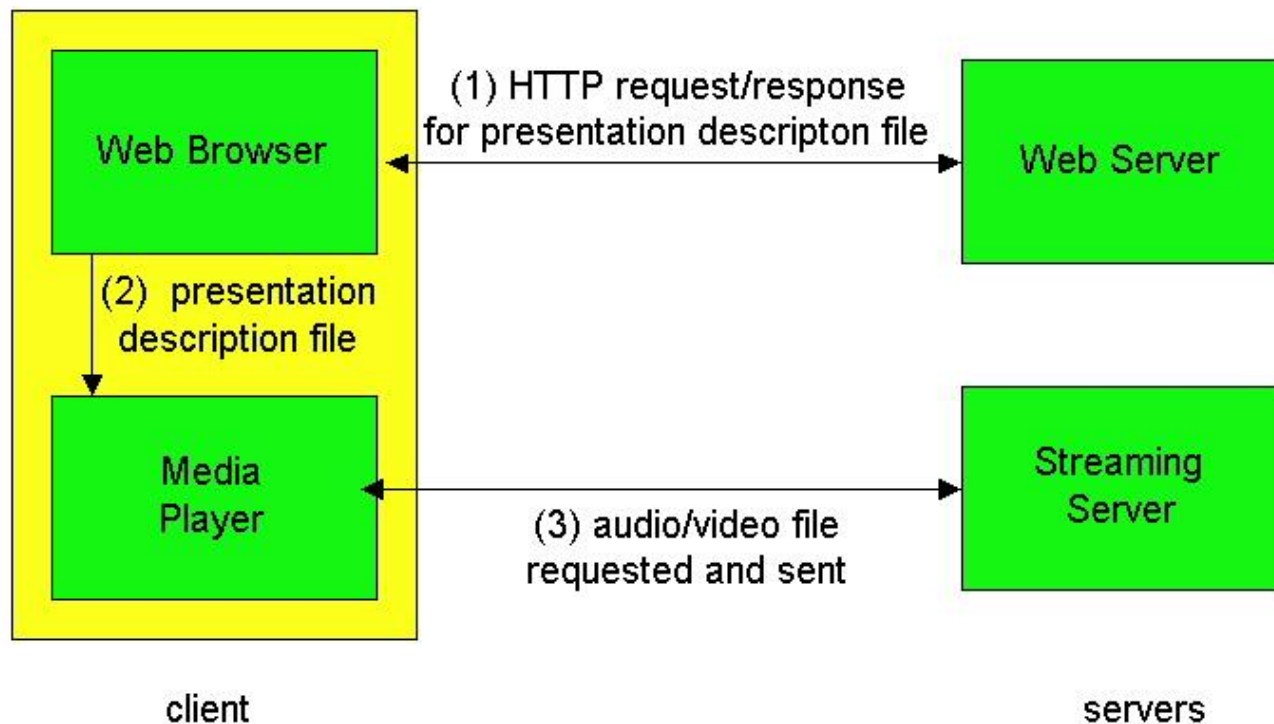 Web Browser
(1) HTTP request/response
for presentation descripton file
Web Server
(2) presentation
description file
Media
Player
(3) audio/video file
requested and sent
Streaming
Server
client
servers